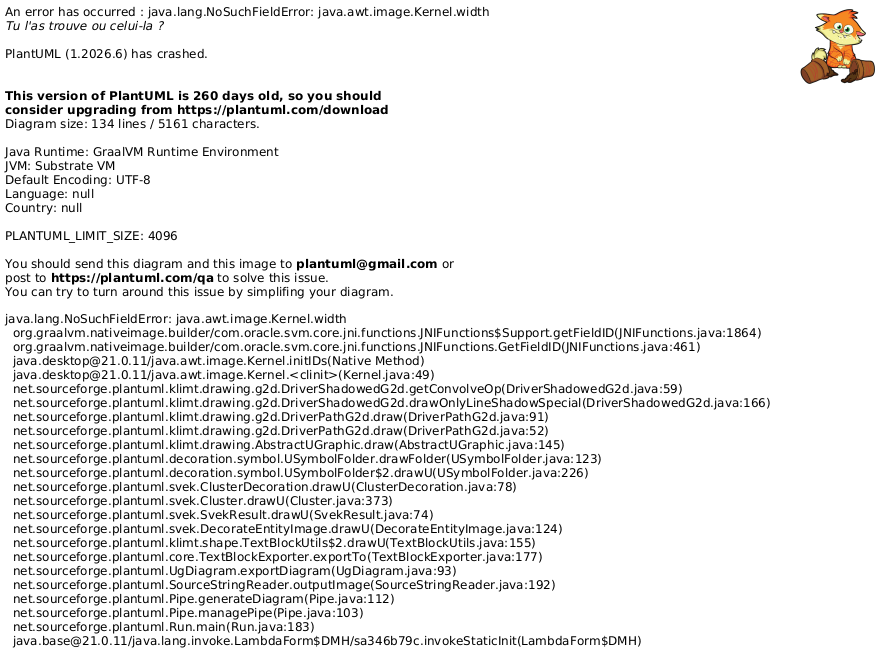 An error has occurred : java.lang.NoSuchFieldError: java.awt.image.Kernel.width
Tu l'as trouve ou celui-la ?
PlantUML (1.2026.6) has crashed.
This version of PlantUML is 260 days old, so you should
consider upgrading from https://plantuml.com/download
Diagram size: 134 lines / 5161 characters.
Java Runtime: GraalVM Runtime Environment
JVM: Substrate VM
Default Encoding: UTF-8
Language: null
Country: null
PLANTUML_LIMIT_SIZE: 4096
You should send this diagram and this image to plantuml@gmail.com or
post to https://plantuml.com/qa to solve this issue.
You can try to turn around this issue by simplifing your diagram.
java.lang.NoSuchFieldError: java.awt.image.Kernel.width
org.graalvm.nativeimage.builder/com.oracle.svm.core.jni.functions.JNIFunctions$Support.getFieldID(JNIFunctions.java:1864)
org.graalvm.nativeimage.builder/com.oracle.svm.core.jni.functions.JNIFunctions.GetFieldID(JNIFunctions.java:461)
java.desktop@21.0.11/java.awt.image.Kernel.initIDs(Native Method)
java.desktop@21.0.11/java.awt.image.Kernel.<clinit>(Kernel.java:49)
net.sourceforge.plantuml.klimt.drawing.g2d.DriverShadowedG2d.getConvolveOp(DriverShadowedG2d.java:59)
net.sourceforge.plantuml.klimt.drawing.g2d.DriverShadowedG2d.drawOnlyLineShadowSpecial(DriverShadowedG2d.java:166)
net.sourceforge.plantuml.klimt.drawing.g2d.DriverPathG2d.draw(DriverPathG2d.java:91)
net.sourceforge.plantuml.klimt.drawing.g2d.DriverPathG2d.draw(DriverPathG2d.java:52)
net.sourceforge.plantuml.klimt.drawing.AbstractUGraphic.draw(AbstractUGraphic.java:145)
net.sourceforge.plantuml.decoration.symbol.USymbolFolder.drawFolder(USymbolFolder.java:123)
net.sourceforge.plantuml.decoration.symbol.USymbolFolder$2.drawU(USymbolFolder.java:226)
net.sourceforge.plantuml.svek.ClusterDecoration.drawU(ClusterDecoration.java:78)
net.sourceforge.plantuml.svek.Cluster.drawU(Cluster.java:373)
net.sourceforge.plantuml.svek.SvekResult.drawU(SvekResult.java:74)
net.sourceforge.plantuml.svek.DecorateEntityImage.drawU(DecorateEntityImage.java:124)
net.sourceforge.plantuml.klimt.shape.TextBlockUtils$2.drawU(TextBlockUtils.java:155)
net.sourceforge.plantuml.core.TextBlockExporter.exportTo(TextBlockExporter.java:177)
net.sourceforge.plantuml.UgDiagram.exportDiagram(UgDiagram.java:93)
net.sourceforge.plantuml.SourceStringReader.outputImage(SourceStringReader.java:192)
net.sourceforge.plantuml.Pipe.generateDiagram(Pipe.java:112)
net.sourceforge.plantuml.Pipe.managePipe(Pipe.java:103)
net.sourceforge.plantuml.Run.main(Run.java:183)
java.base@21.0.11/java.lang.invoke.LambdaForm$DMH/sa346b79c.invokeStaticInit(LambdaForm$DMH)